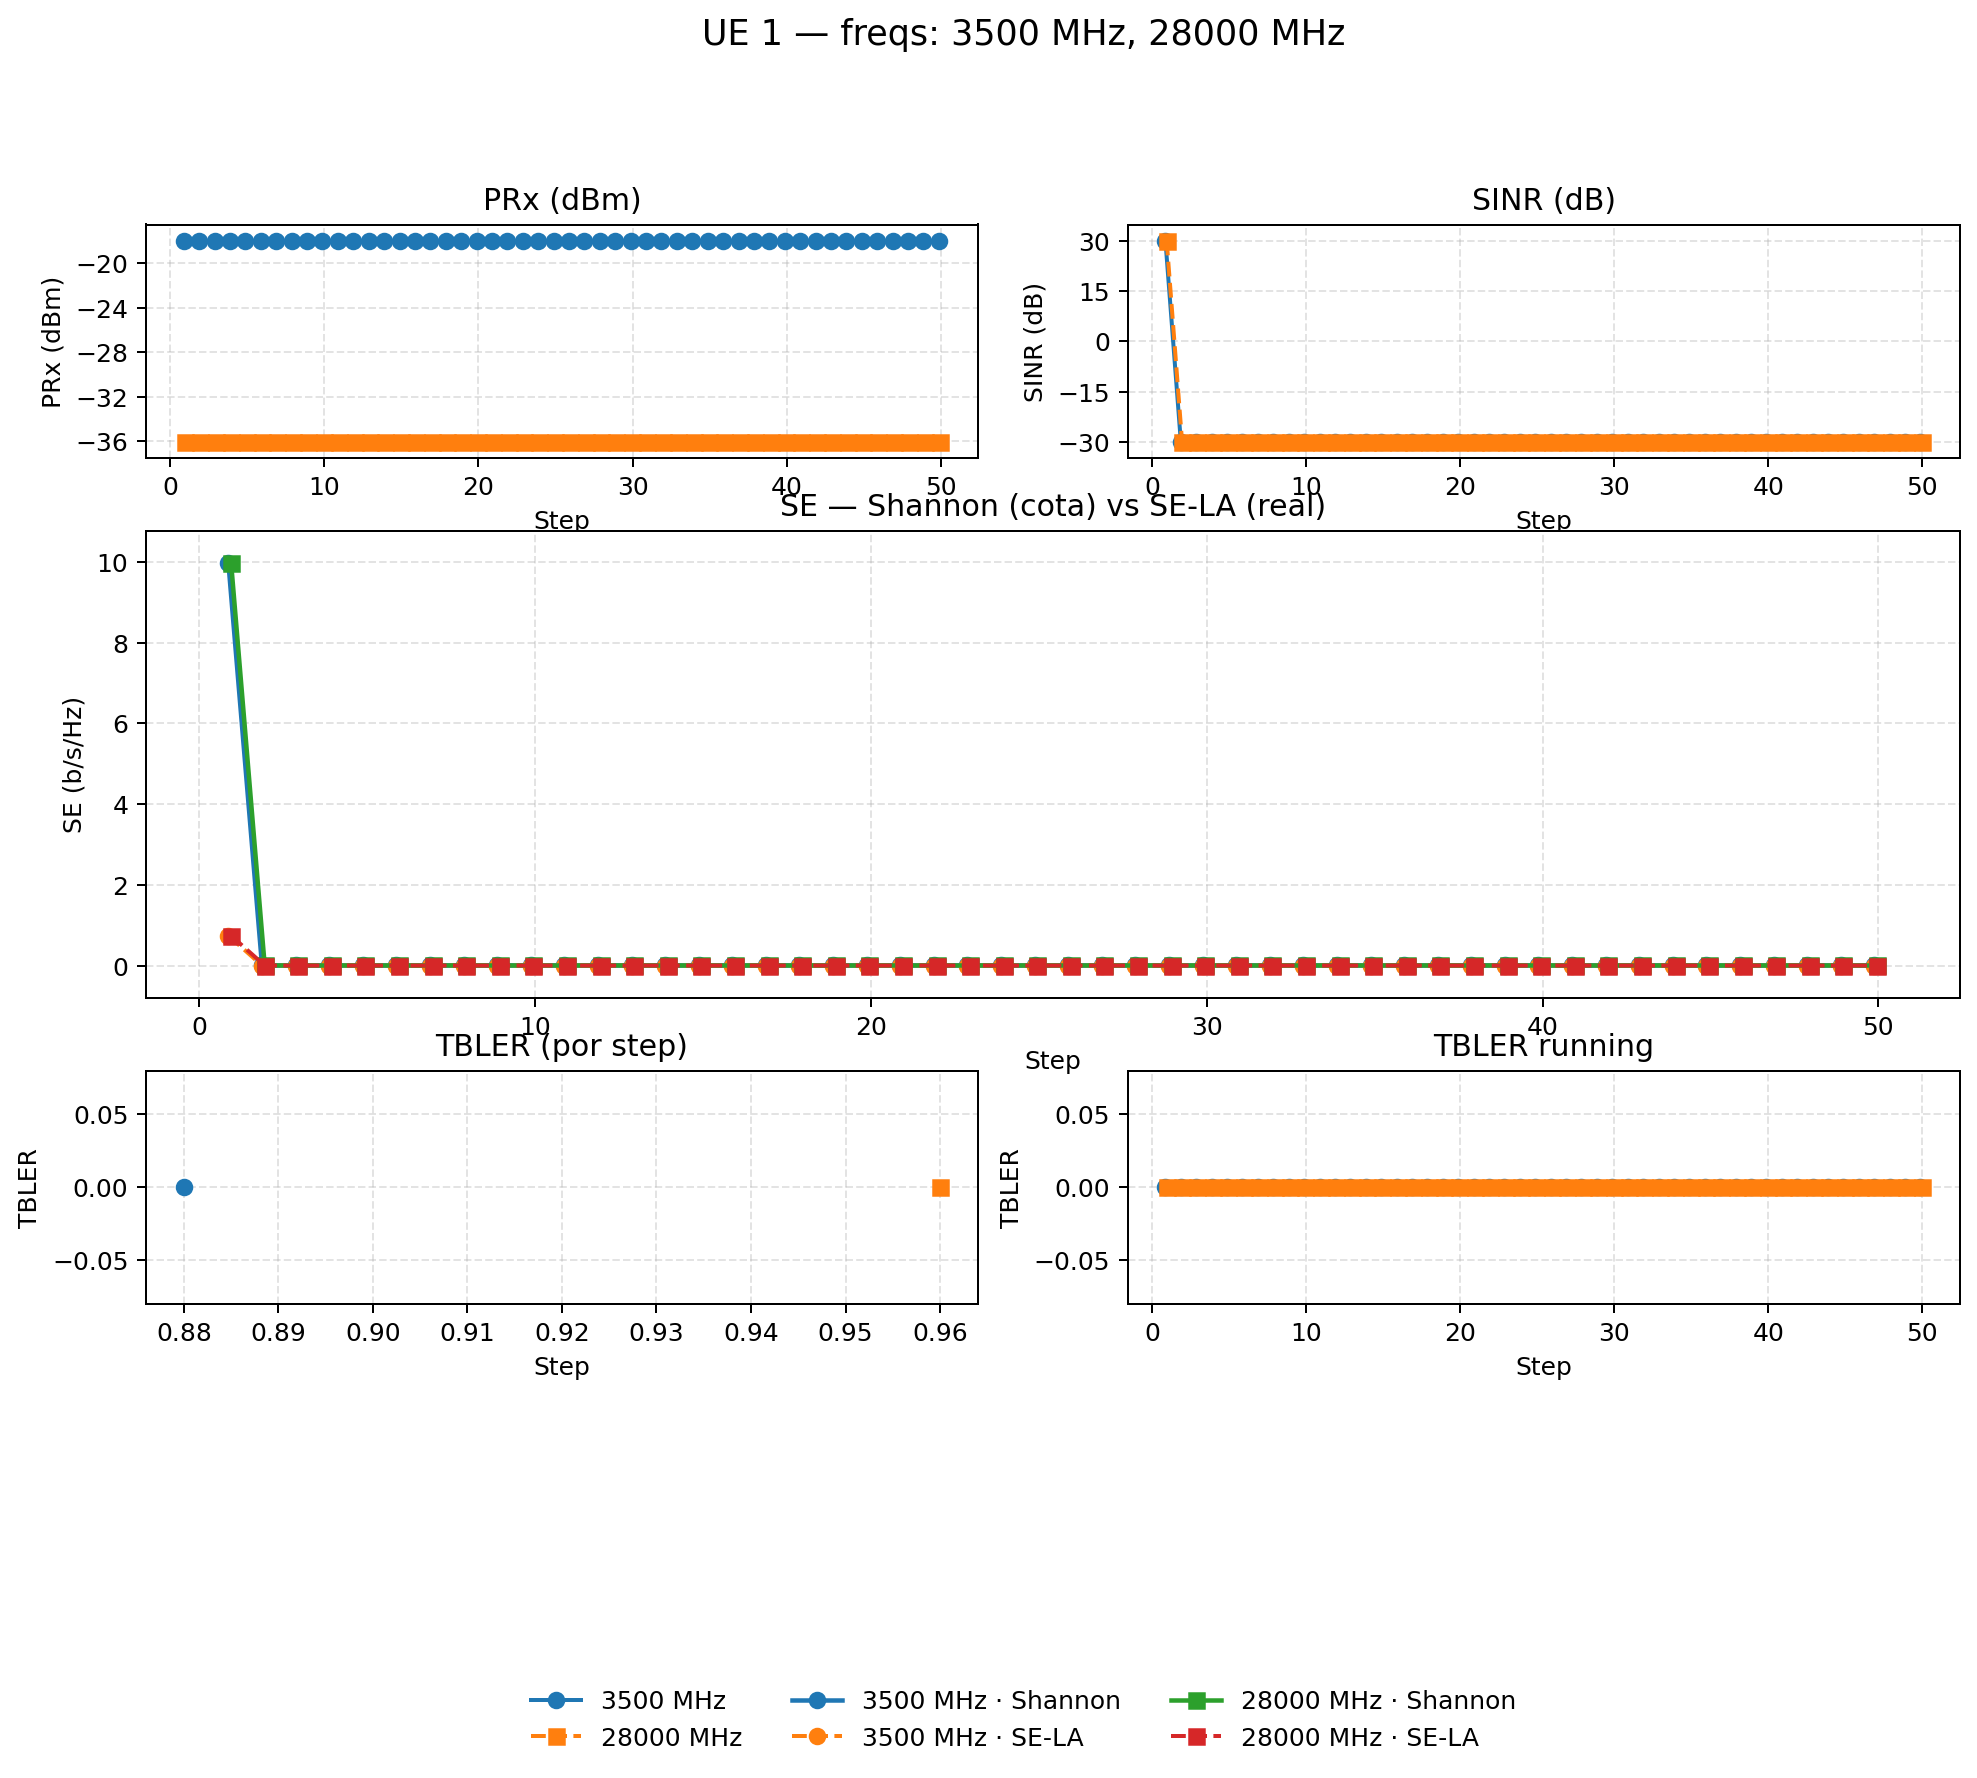 UE 1 — freqs: 3500 MHz, 28000 MHz
PRx (dBm)
PRx (dBm)
−20
−24
−28
−32
−36
0 10 20 30 40 50
Step
SINR (dB)
SINR (dB)
30
15
0
−15
−30
0 10 20 30 40 50
Step
SE — Shannon (cota) vs SE-LA (real)
SE (b/s/Hz)
10
8
6
4
2
0
0 10 20 30 40 50
Step
TBLER (por step)
TBLER
0.05
0.00
−0.05
0.88 0.89 0.90 0.91 0.92 0.93 0.94 0.95 0.96
Step
TBLER running
TBLER
0.05
0.00
−0.05
0 10 20 30 40 50
Step
3500 MHz
28000 MHz
3500 MHz · Shannon
3500 MHz · SE-LA
28000 MHz · Shannon
28000 MHz · SE-LA